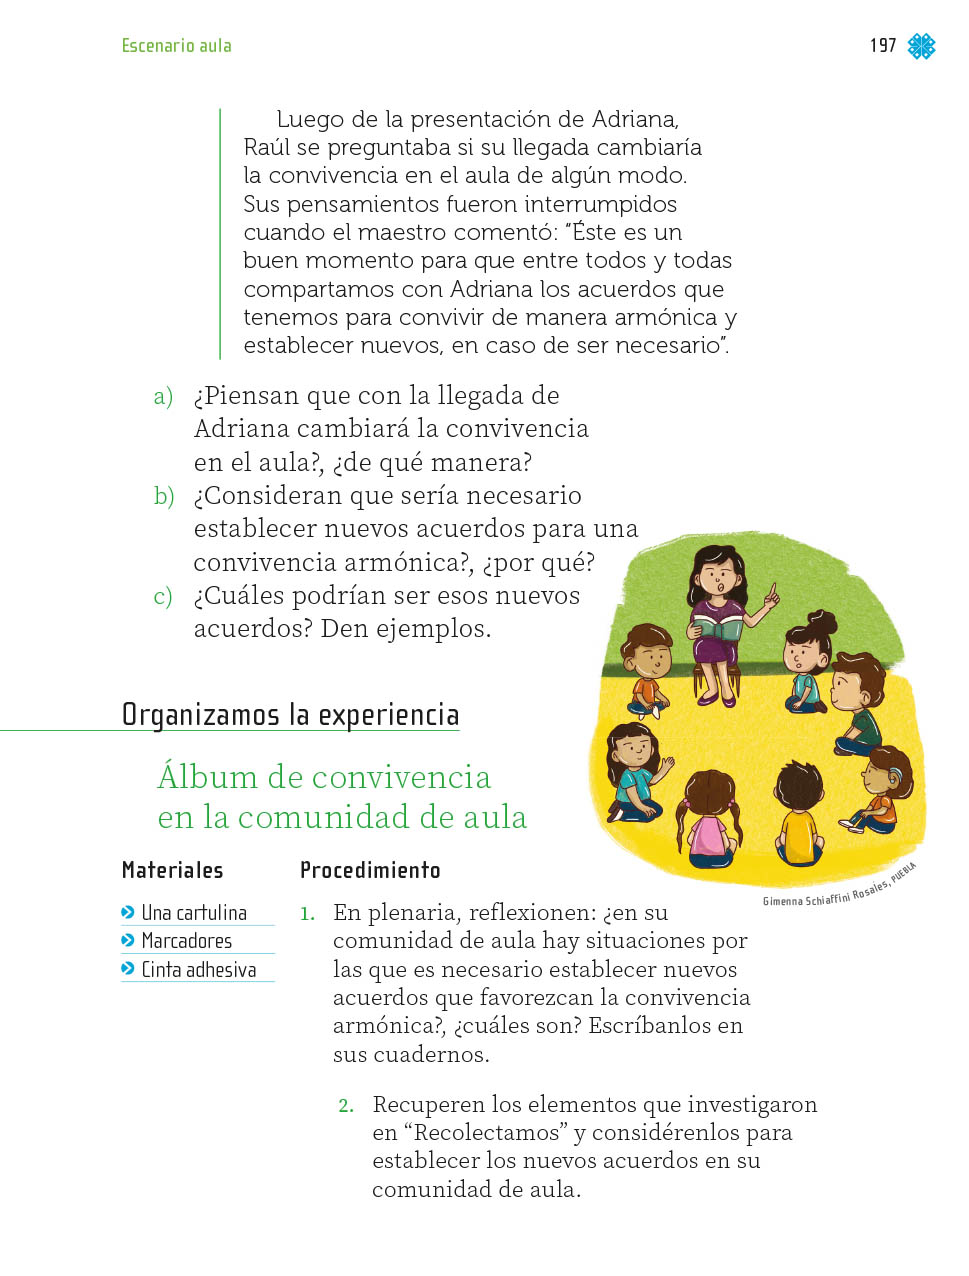 Escenario aula
197
Luego de la presentación de Adriana,
Raúl se preguntaba si su llegada cambiaría
la convivencia en el aula de algún modo.
Sus pensamientos fueron interrumpidos
cuando el maestro comentó: “Éste es un
buen momento para que entre todos y todas
compartamos con Adriana los acuerdos que
tenemos para convivir de manera armónica y
establecer nuevos, en caso de ser necesario”.
a) ¿Piensan que con la llegada de
Adriana cambiará la convivencia
en el aula?, ¿de qué manera?
b) ¿Consideran que sería necesario
establecer nuevos acuerdos para una
convivencia armónica?, ¿por qué?
c) ¿Cuáles podrían ser esos nuevos
acuerdos? Den ejemplos.
Organizamos la experiencia
Álbum de convivencia
en la comunidad de aula
Gimenna Schiaffini Rosales, PUEBLA
Materiales
Una cartulina
Marcadores
Cinta adhesiva
Procedimiento
1. En plenaria, reflexionen: ¿en su
comunidad de aula hay situaciones por
las que es necesario establecer nuevos
acuerdos que favorezcan la convivencia
armónica?, ¿cuáles son? Escríbanlos en
sus cuadernos.
2. Recuperen los elementos que investigaron
en “Recolectamos” y considérenlos para
establecer los nuevos acuerdos en su
comunidad de aula.